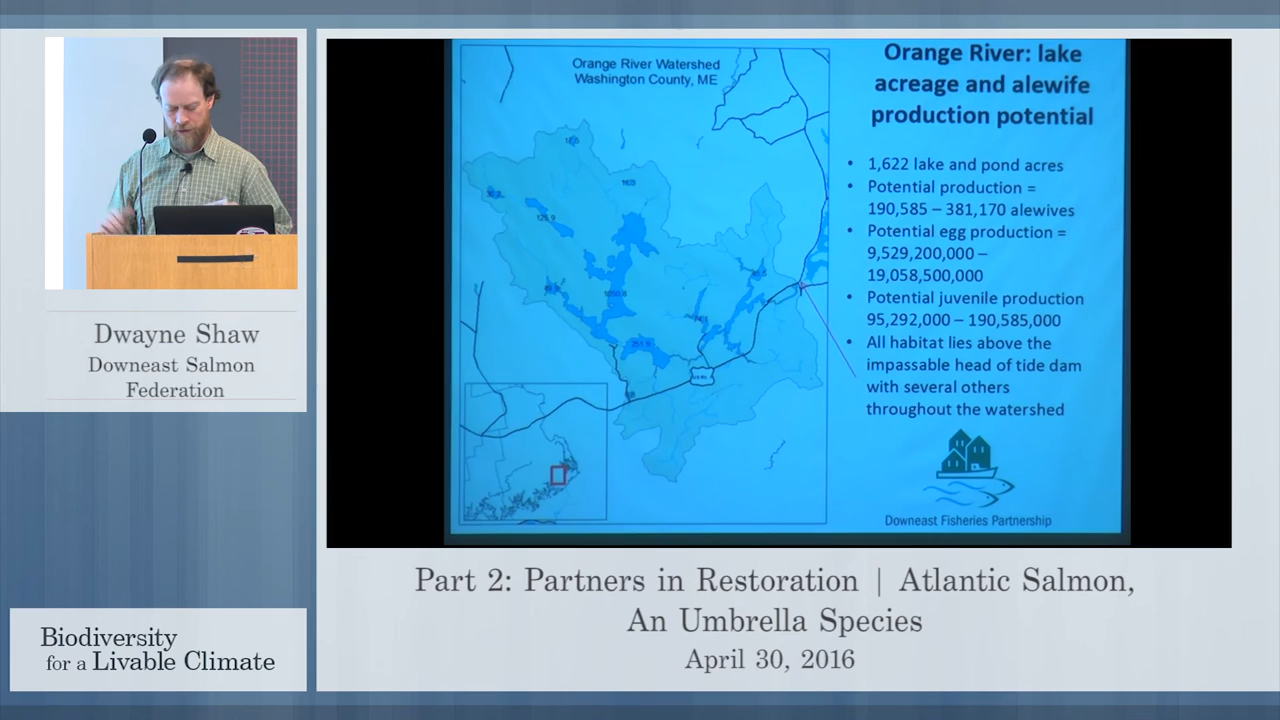 Orange River Watershed
Washington County, ME
Orange River: lake
acreage and alewife
production potential
• 1,622 lake and pond acres
• Potential production =
190,585 – 381,170 alewives
• Potential egg production =
9,529,200,000 –
19,058,500,000
• Potential juvenile production
95,292,000 – 190,585,000
• All habitat lies above the
impassable head of tide dam
with several others
throughout the watershed
Downeast Fisheries Partnership
Dwayne Shaw
Downeast Salmon
Federation
Part 2: Partners in Restoration | Atlantic Salmon,
An Umbrella Species
April 30, 2016
Biodiversity
for a Livable Climate